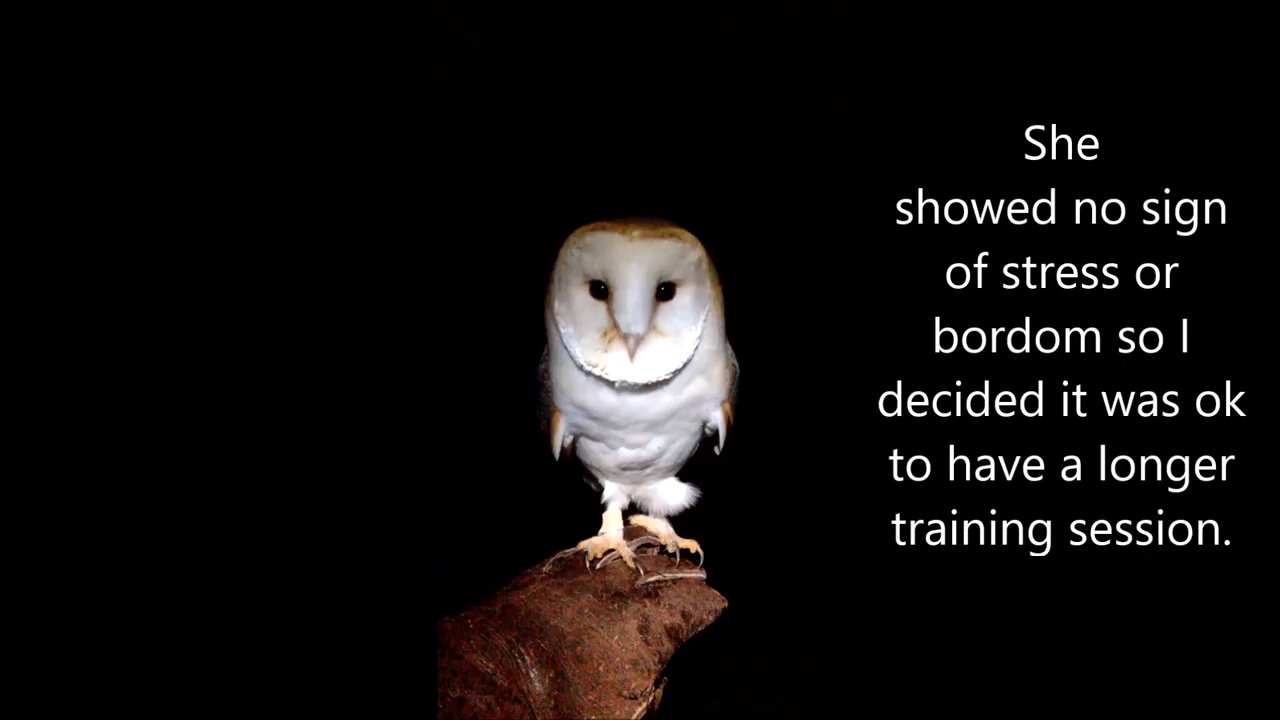 She
showed no sign
of stress or
bordom so I
decided it was ok
to have a longer
training session.